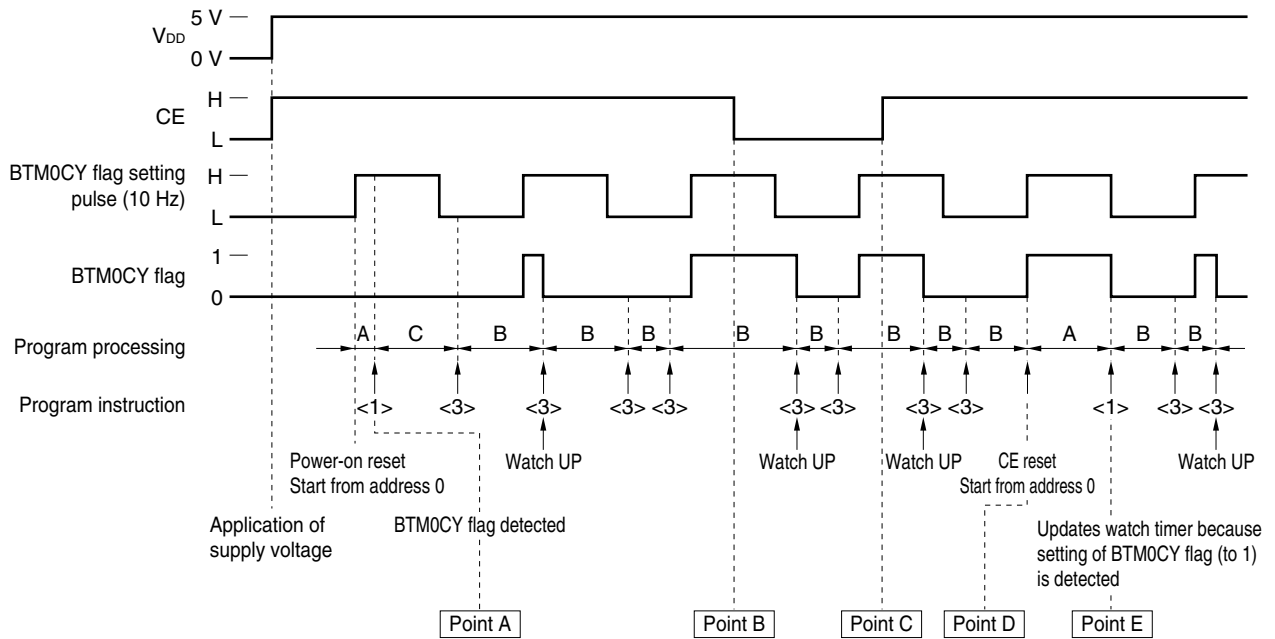 5 V
VDD
0 V
H
CE
L
BTM0CY flag setting
pulse (10 Hz)
H
L
1
BTM0CY flag
0
Program processing
A C B B B B B B B B A B B
Program instruction
<1> <3> <3> <3> <3> <3> <3> <3> <3> <1> <3> <3>
Power-on reset
Start from address 0
Watch UP
Watch UP
Watch UP
CE reset
Start from address 0
Watch UP
Application of
supply voltage
BTM0CY flag detected
Updates watch timer because
setting of BTM0CY flag (to 1)
is detected
Point A
Point B
Point C
Point D
Point E